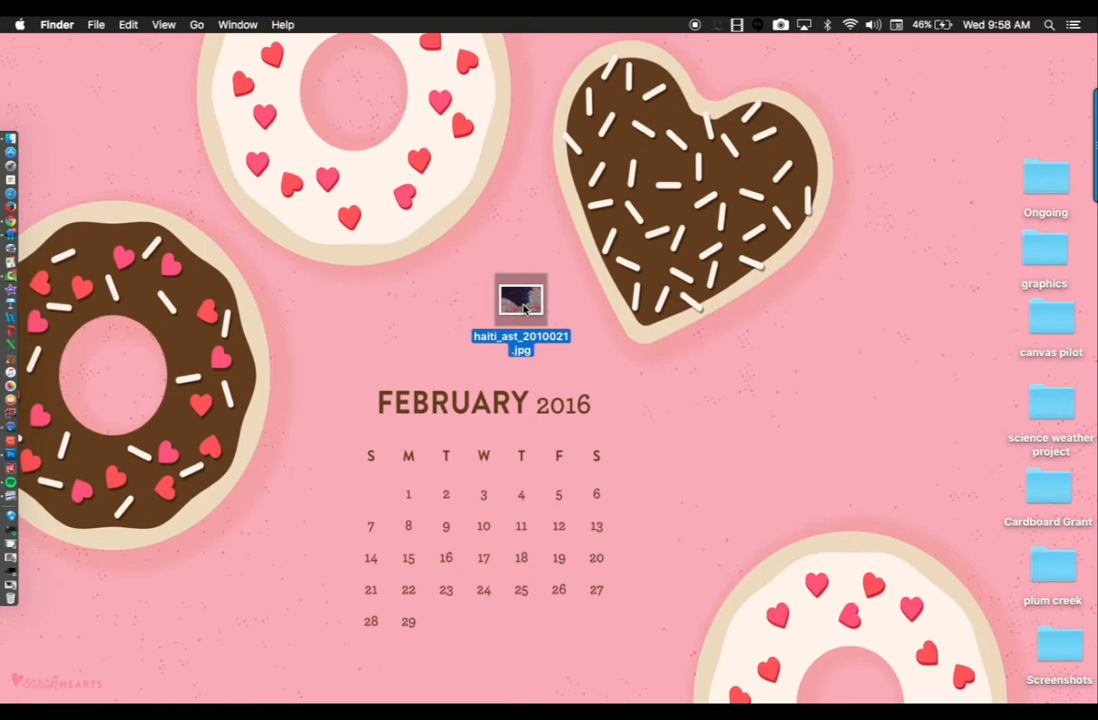 Finder File Edit View Go Window Help 46% Wed 9:58 AM
Ongoing
graphics
haiti_ast_2010021
.jpg
canvas pilot
FEBRUARY 2016
science weather
project
S M T W T F S
1 2 3 4 5 6
Cardboard Grant
7 8 9 10 11 12 13
14 15 16 17 18 19 20
21 22 23 24 25 26 27
plum creek
28 29
Screenshots
sarah HEARTS